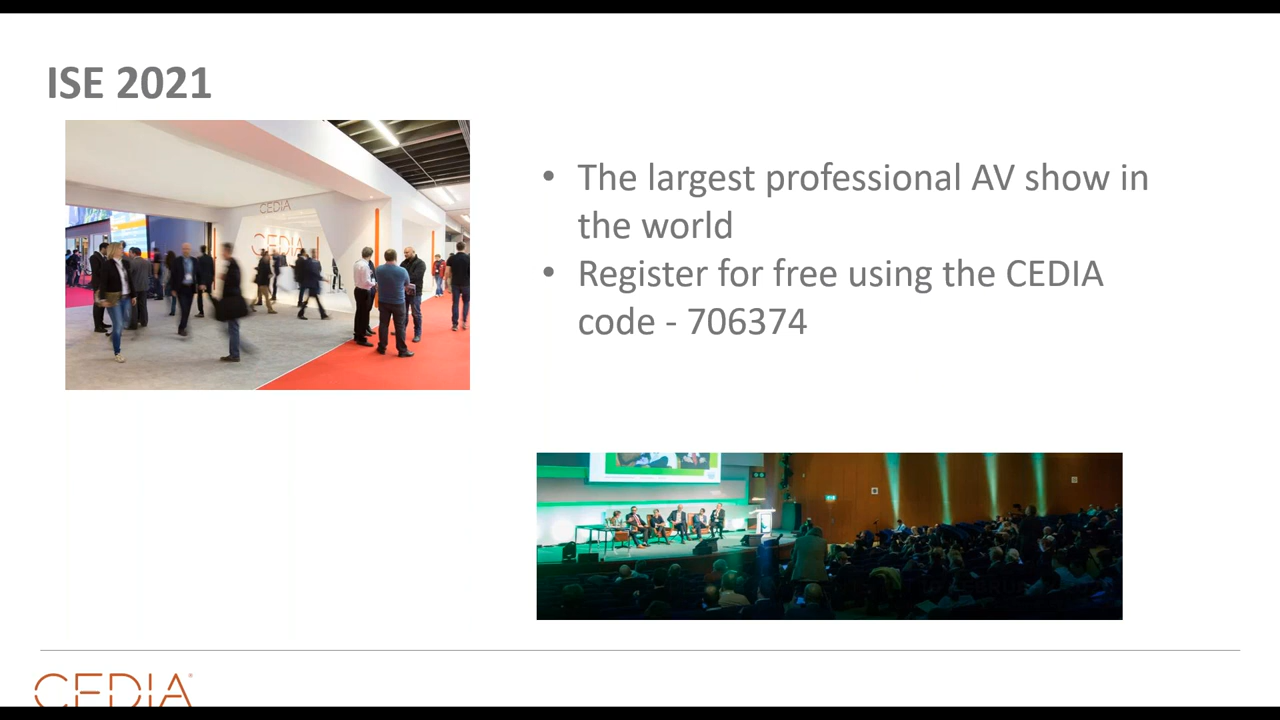 ISE 2021
CEDIA
CEDIA
• The largest professional AV show in
the world
• Register for free using the CEDIA
code - 706374
CEDIA